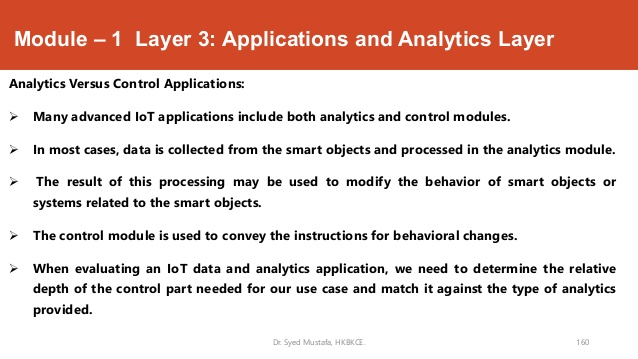 Module – 1 Layer 3: Applications and Analytics Layer
Analytics Versus Control Applications:
➢ Many advanced IoT applications include both analytics and control modules.
➢ In most cases, data is collected from the smart objects and processed in the analytics module.
➢ The result of this processing may be used to modify the behavior of smart objects or
systems related to the smart objects.
➢ The control module is used to convey the instructions for behavioral changes.
➢ When evaluating an IoT data and analytics application, we need to determine the relative
depth of the control part needed for our use case and match it against the type of analytics
provided.
Dr. Syed Mustafa, HKBKCE. 160